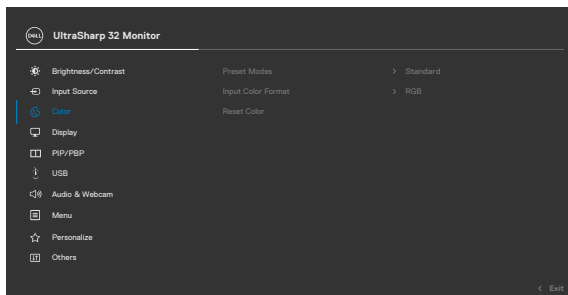 DELL UltraSharp 32 Monitor
Brightness/Contrast Preset Modes > Standard
Input Source Input Color Format > RGB
Color Reset Color
Display
PIP/PBP
USB
Audio & Webcam
Menu
Personalize
Others
< Exit